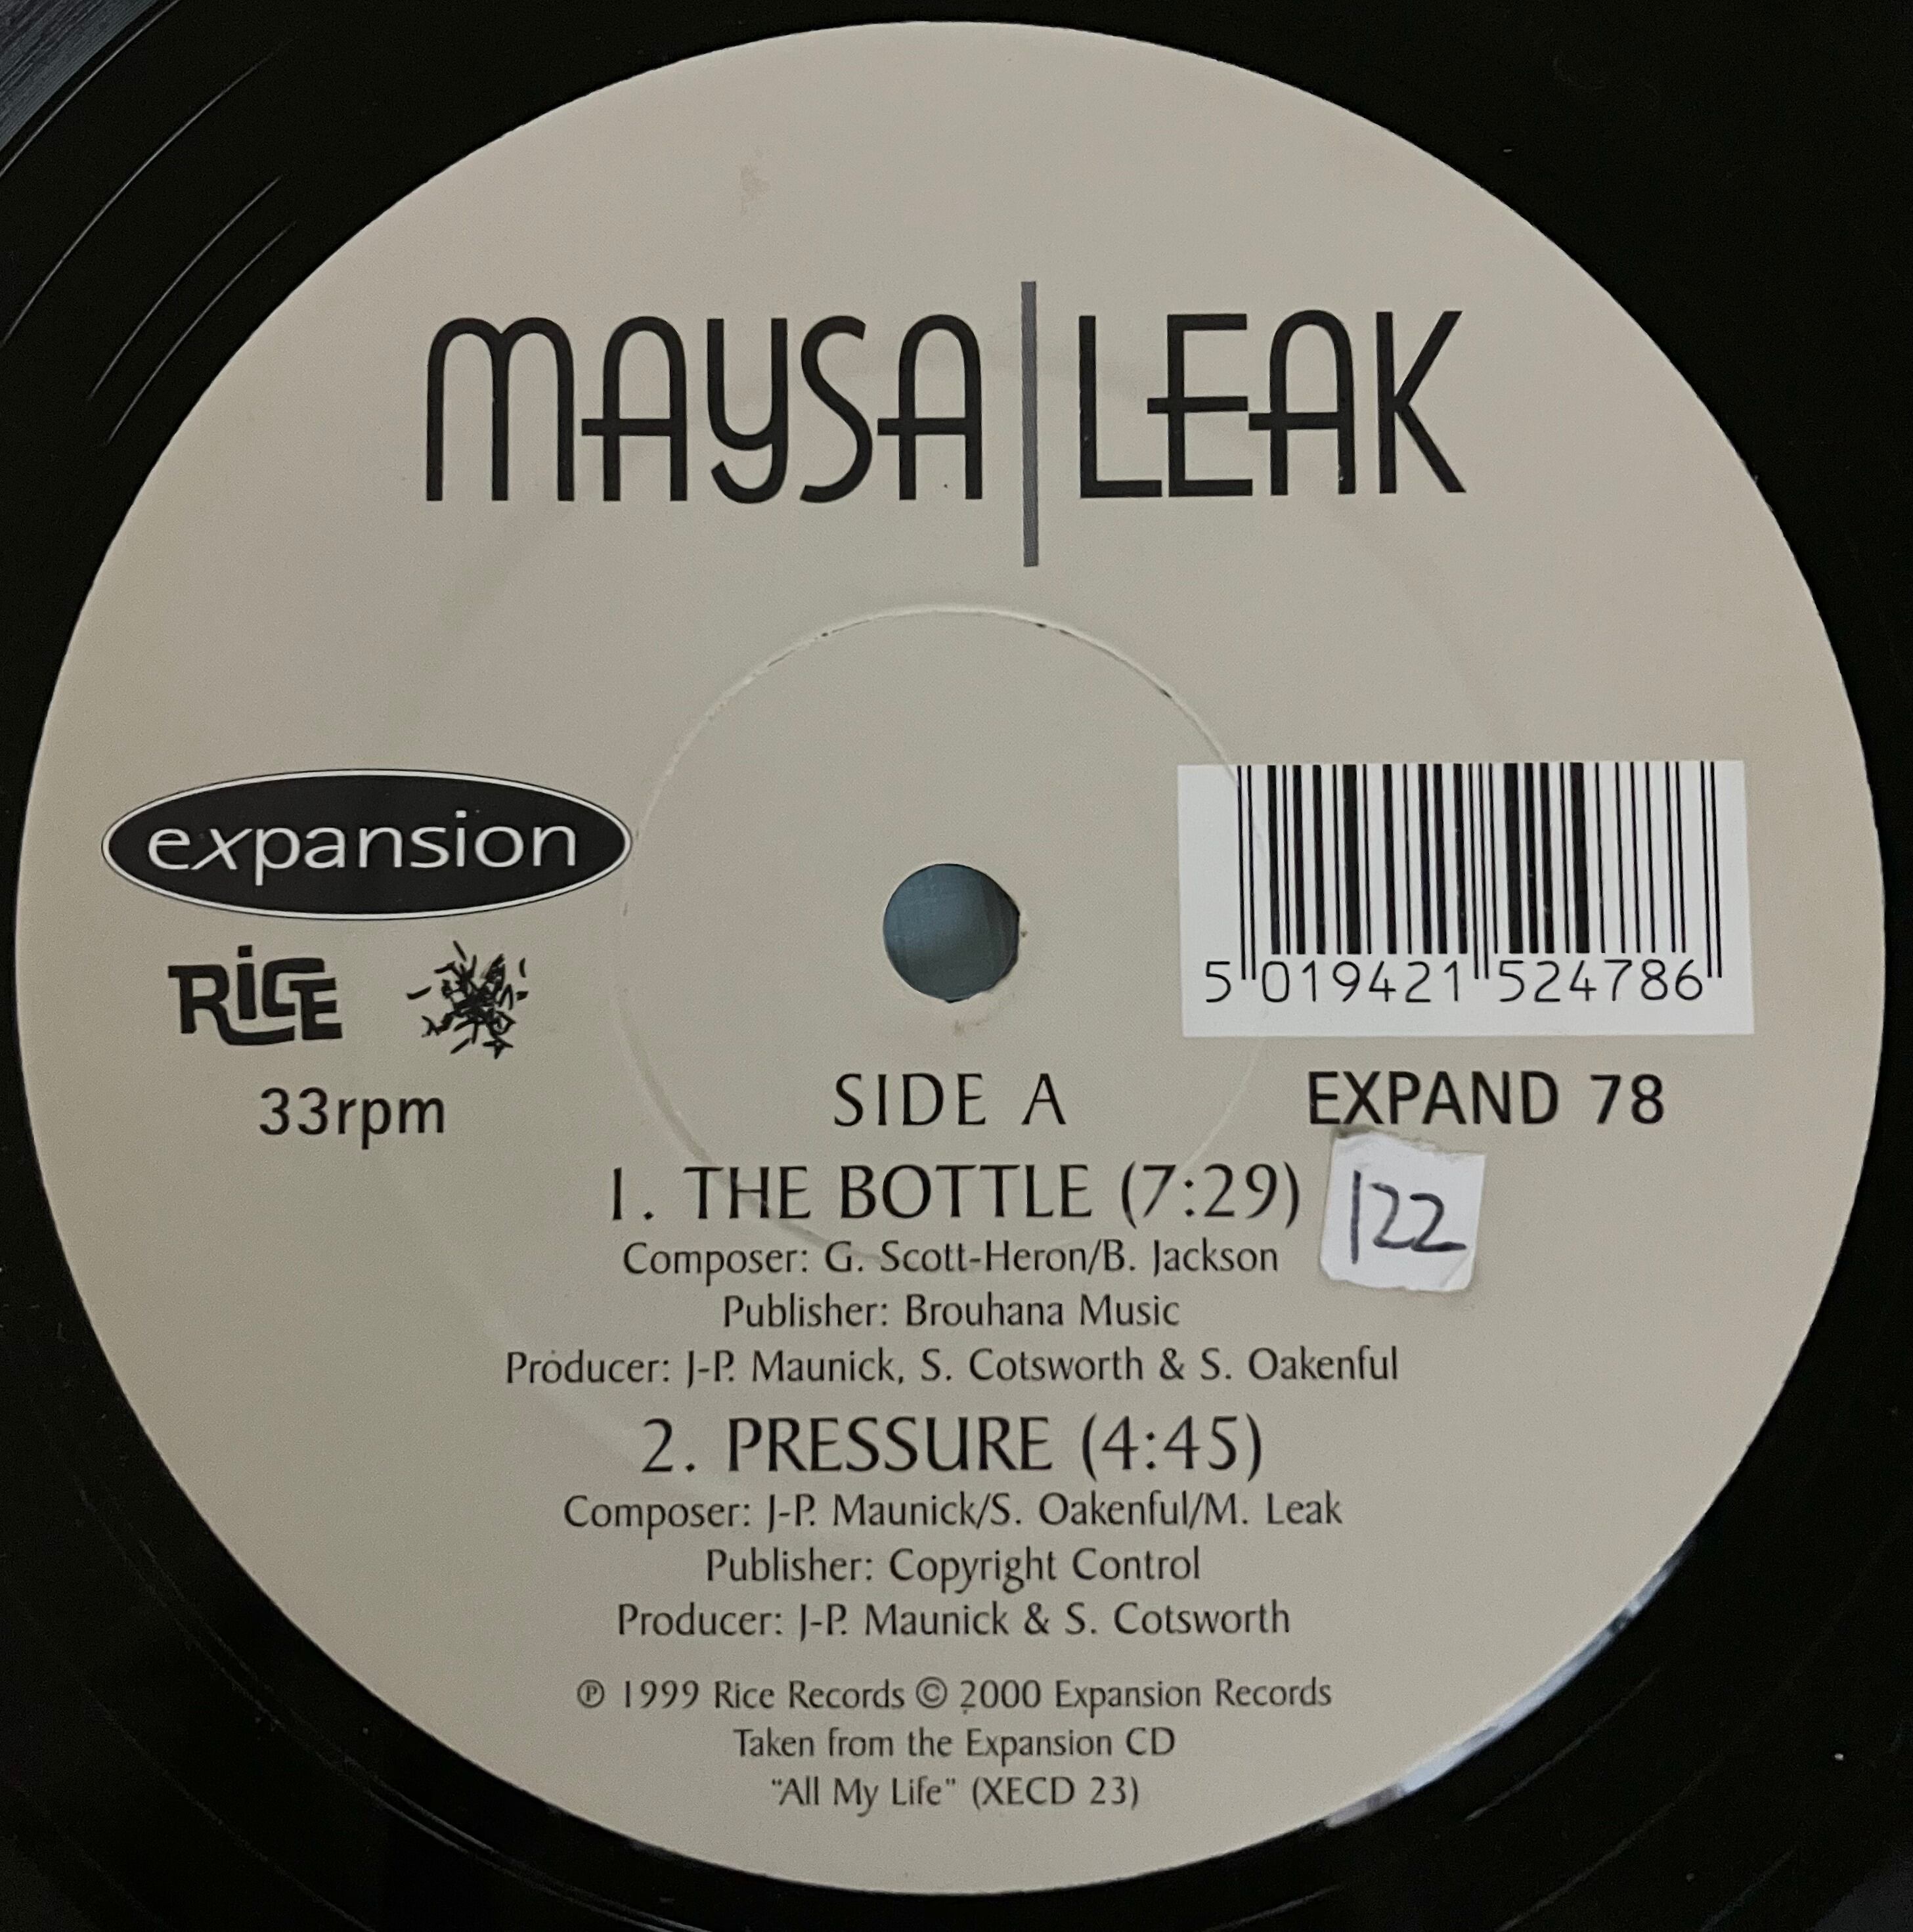 MAYSA | LEAK
expansion
RiCE
33rpm
5 019421 524786
SIDE A
EXPAND 78
1. THE BOTTLE (7:29)
122
Composer: G. Scott-Heron/B. Jackson
Publisher: Brouhana Music
Producer: J-P. Maunick, S. Cotsworth & S. Oakenful
2. PRESSURE (4:45)
Composer: J-P. Maunick/S. Oakenful/M. Leak
Publisher: Copyright Control
Producer: J-P. Maunick & S. Cotsworth
℗ 1999 Rice Records © 2000 Expansion Records
Taken from the Expansion CD
“All My Life” (XECD 23)